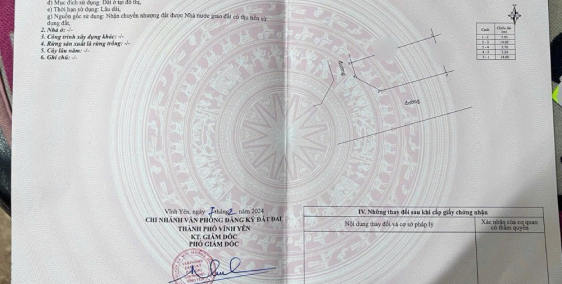 đ) Mục đích sử dụng: Đất ở tại đô thị,
e) Thời hạn sử dụng: Lâu dài,
g) Nguồn gốc sử dụng: Nhận chuyển nhượng đất được Nhà nước giao đất có thu tiền sử dụng đất.
2. Nhà ở: -/-
3. Công trình xây dựng khác: -/-
4. Rừng sản xuất là rừng trồng: -/-
5. Cây lâu năm: -/-
6. Ghi chú: -/-
Cạnh
Chiều dài (m)
Đường
Đường
Vĩnh Yên, ngày tháng 2 năm 2024
CHI NHÁNH VĂN PHÒNG ĐĂNG KÝ ĐẤT ĐAI
THÀNH PHỐ VĨNH YÊN
KT. GIÁM ĐỐC
PHÓ GIÁM ĐỐC
IV. Những thay đổi sau khi cấp giấy chứng nhận
Nội dung thay đổi và cơ sở pháp lý
Xác nhận của cơ quan có thẩm quyền